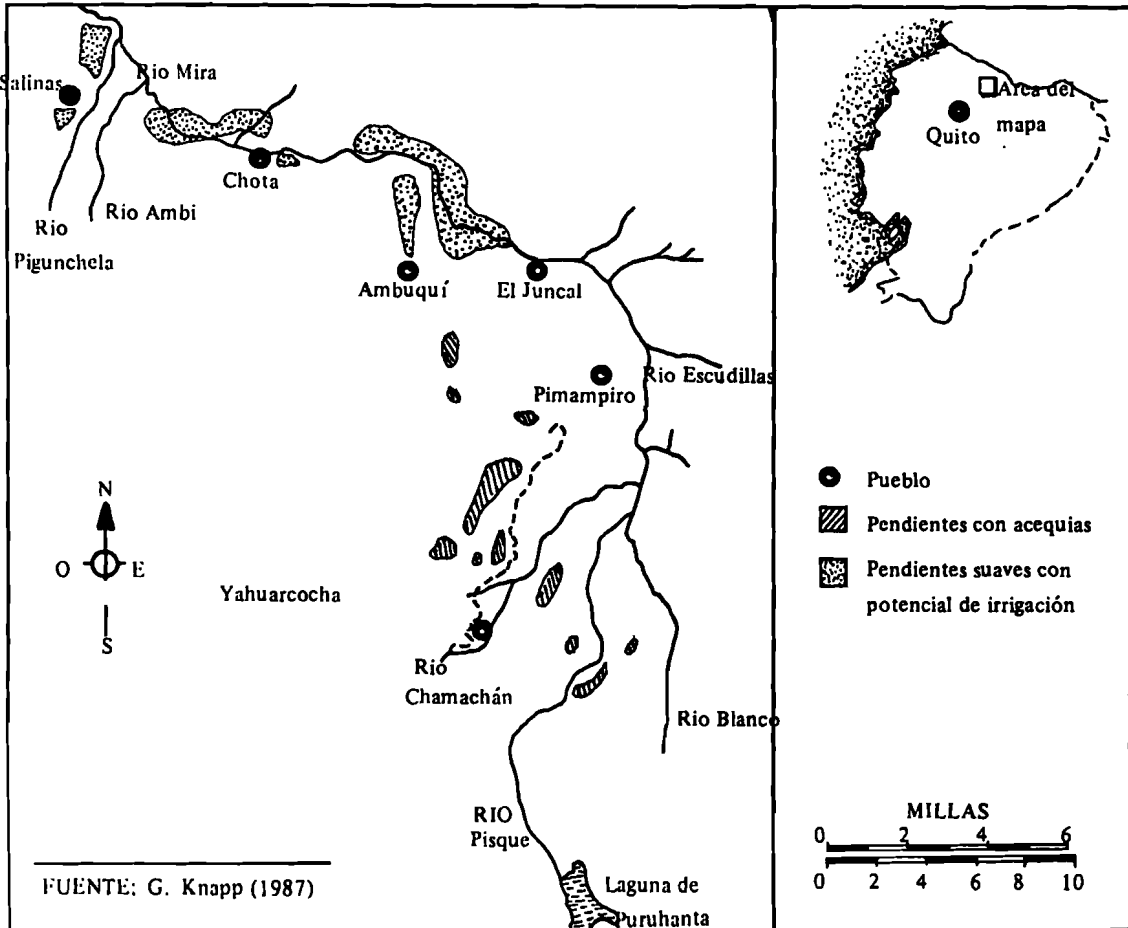 Salinas
Rio Mira
Chota
Rio Ambi
Rio
Pigunchela
Ambuquí
El Juncal
Pimampiro
Rio Escudillas
N
O
E
S
Yahuarcocha
Rio
Chamachán
Rio Blanco
RIO
Pisque
Laguna de
Puruhanta
FUENTE: G. Knapp (1987)
Area del
mapa
Quito
Pueblo
Pendientes con acequias
Pendientes suaves con
potencial de irrigación
MILLAS
0 2 4 6
0 2 4 6 8 10